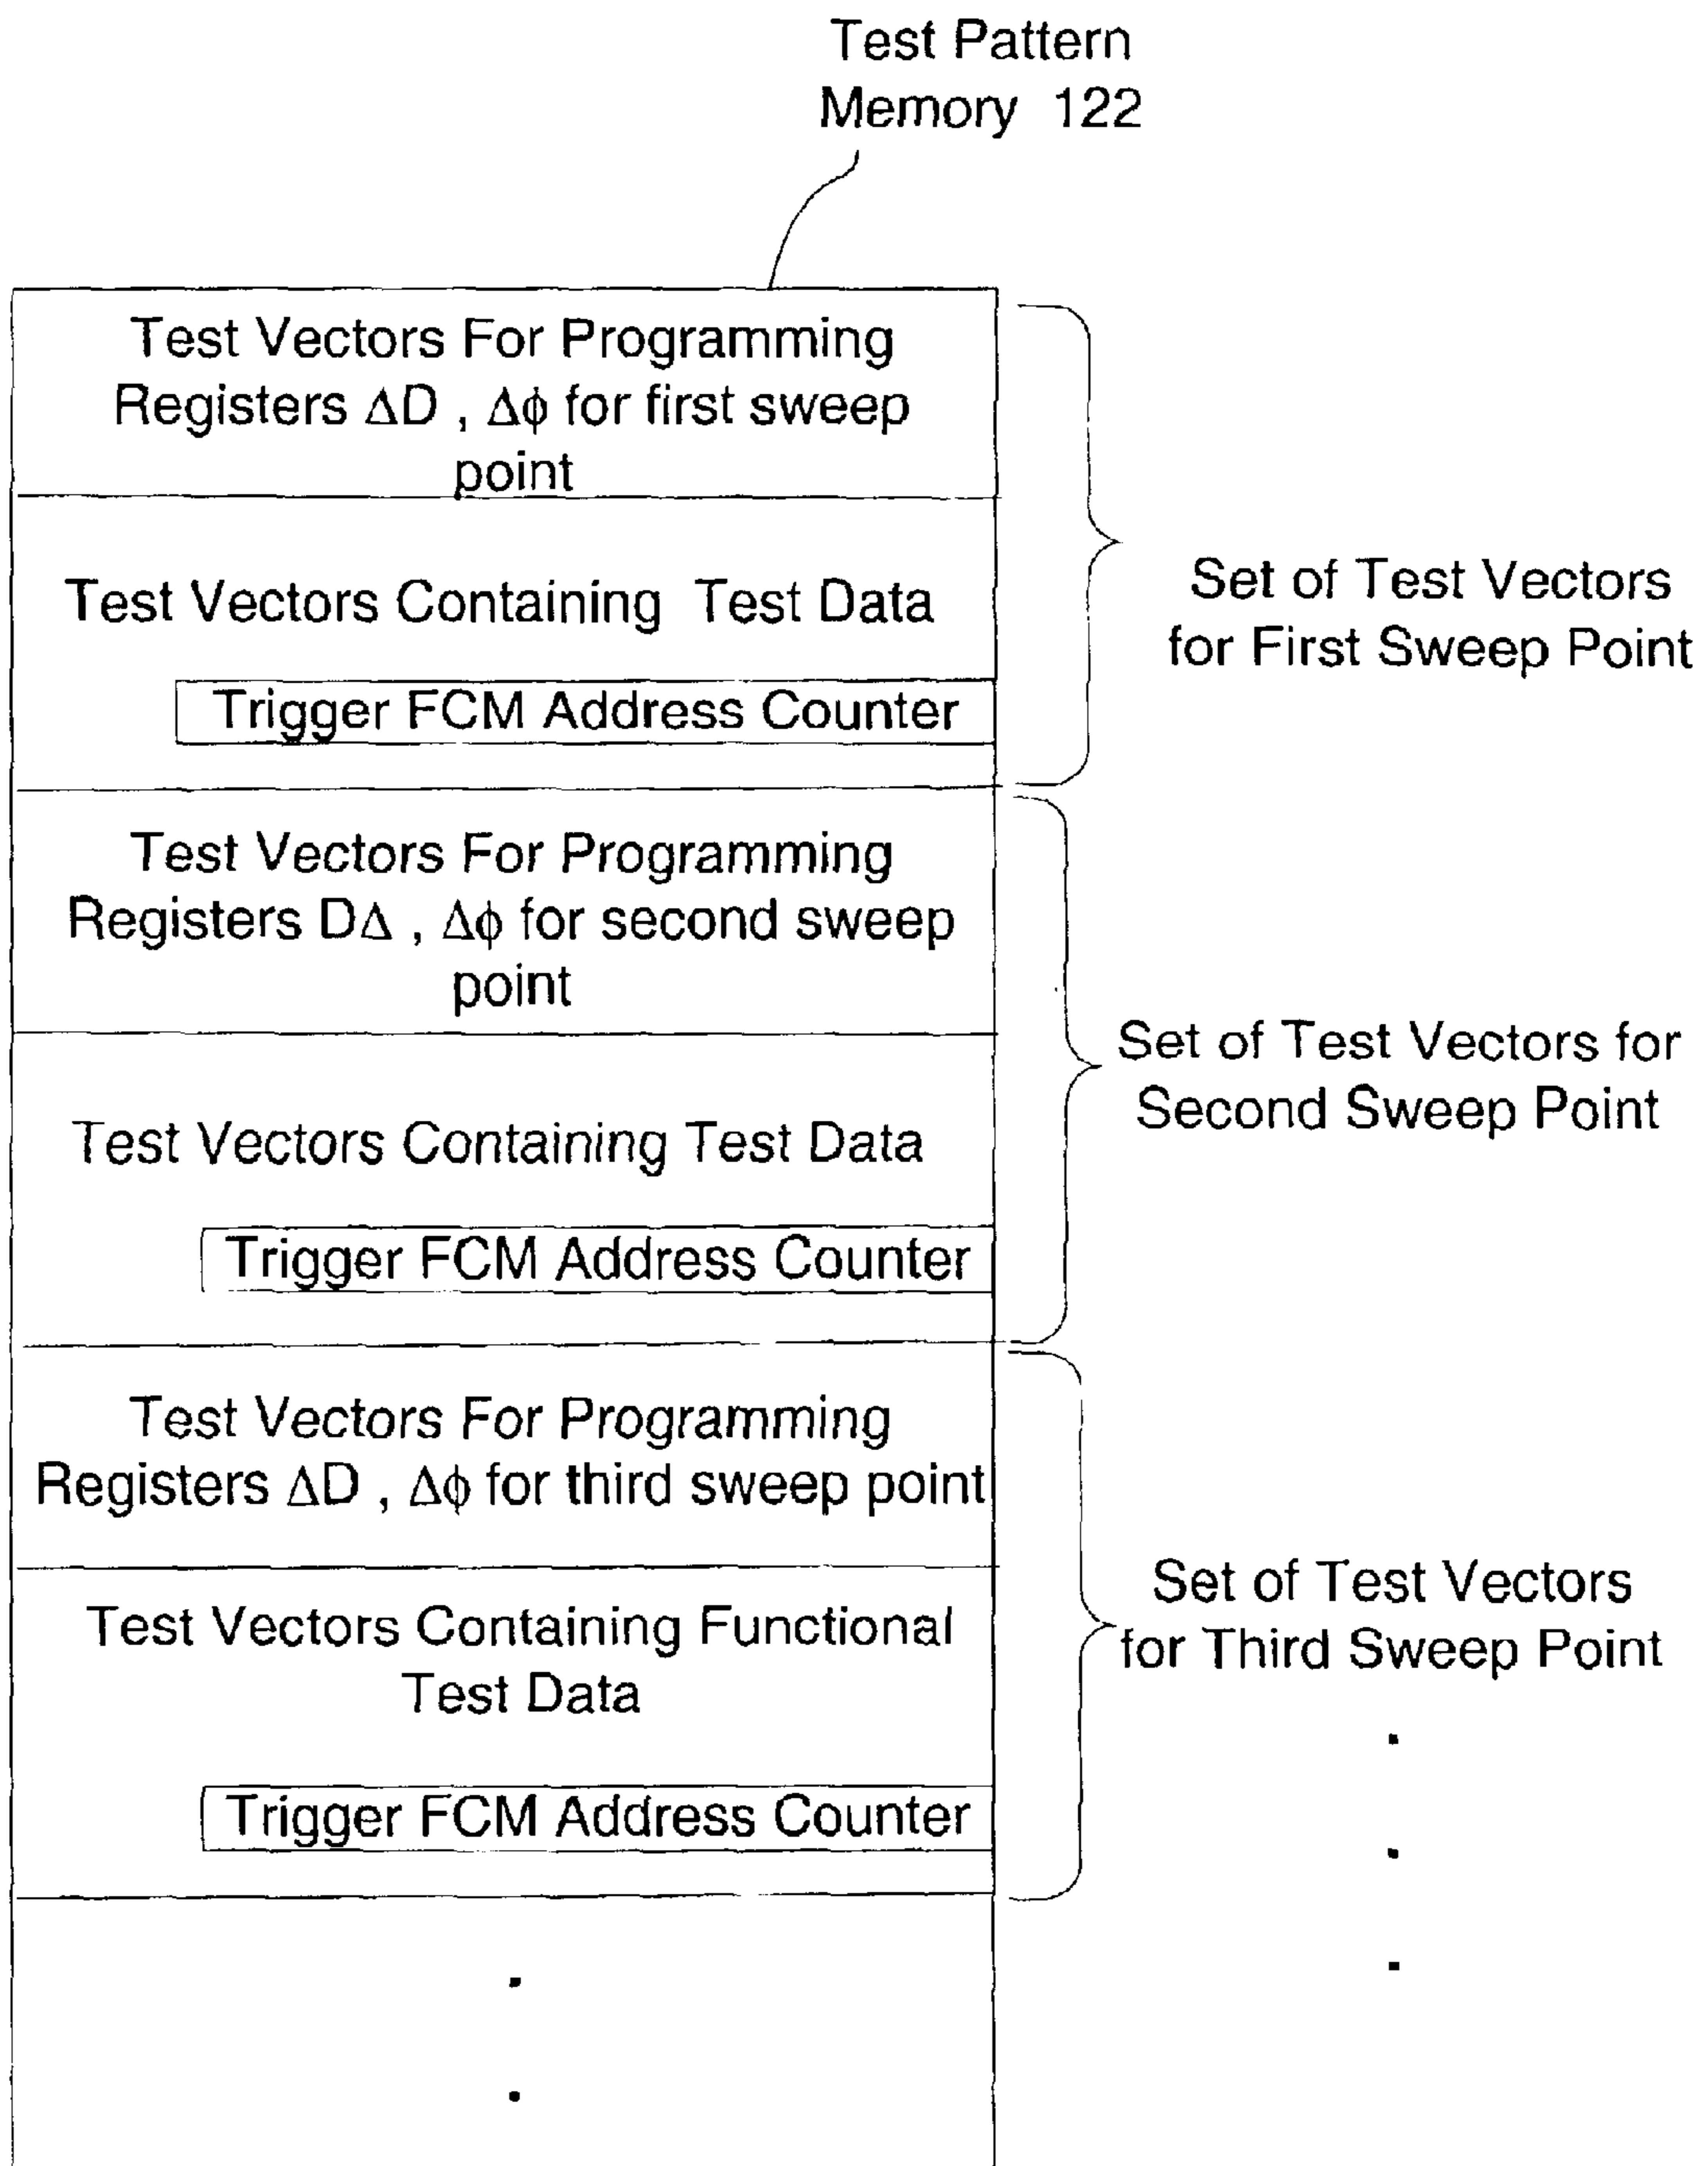 Test Pattern
Memory 122
Test Vectors For Programming
Registers ΔD , Δϕ for first sweep
point
Test Vectors Containing Test Data
Trigger FCM Address Counter
Set of Test Vectors
for First Sweep Point
Test Vectors For Programming
Registers DΔ , Δϕ for second sweep
point
Test Vectors Containing Test Data
Trigger FCM Address Counter
Set of Test Vectors for
Second Sweep Point
Test Vectors For Programming
Registers ΔD , Δϕ for third sweep point
Test Vectors Containing Functional
Test Data
Trigger FCM Address Counter
Set of Test Vectors
for Third Sweep Point